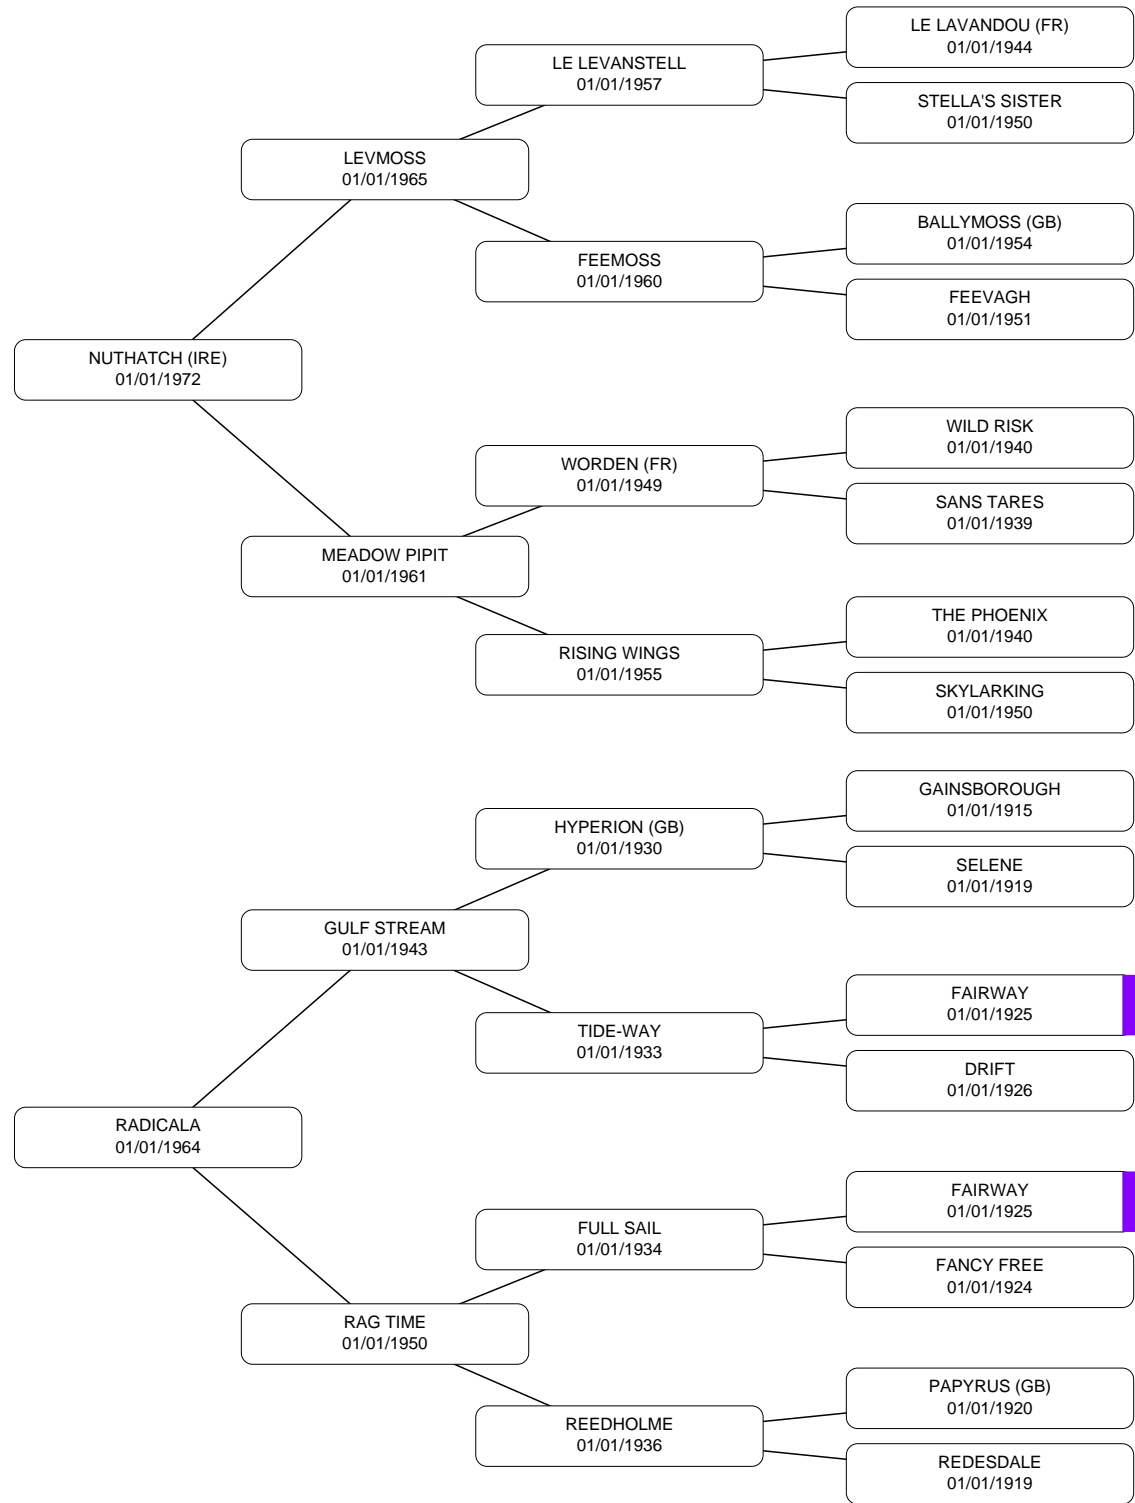 LE LAVANDOU (FR)
01/01/1944
LE LEVANSTELL
01/01/1957
STELLA'S SISTER
01/01/1950
LEVMOSS
01/01/1965
BALLYMOSS (GB)
01/01/1954
FEEMOSS
01/01/1960
FEEVAGH
01/01/1951
NUTHATCH (IRE)
01/01/1972
WILD RISK
01/01/1940
WORDEN (FR)
01/01/1949
SANS TARES
01/01/1939
MEADOW PIPIT
01/01/1961
THE PHOENIX
01/01/1940
RISING WINGS
01/01/1955
SKYLARKING
01/01/1950
GAINSBOROUGH
01/01/1915
HYPERION (GB)
01/01/1930
SELENE
01/01/1919
GULF STREAM
01/01/1943
FAIRWAY
01/01/1925
TIDE-WAY
01/01/1933
DRIFT
01/01/1926
RADICALA
01/01/1964
FAIRWAY
01/01/1925
FULL SAIL
01/01/1934
FANCY FREE
01/01/1924
RAG TIME
01/01/1950
PAPYRUS (GB)
01/01/1920
REEDHOLME
01/01/1936
REDESDALE
01/01/1919